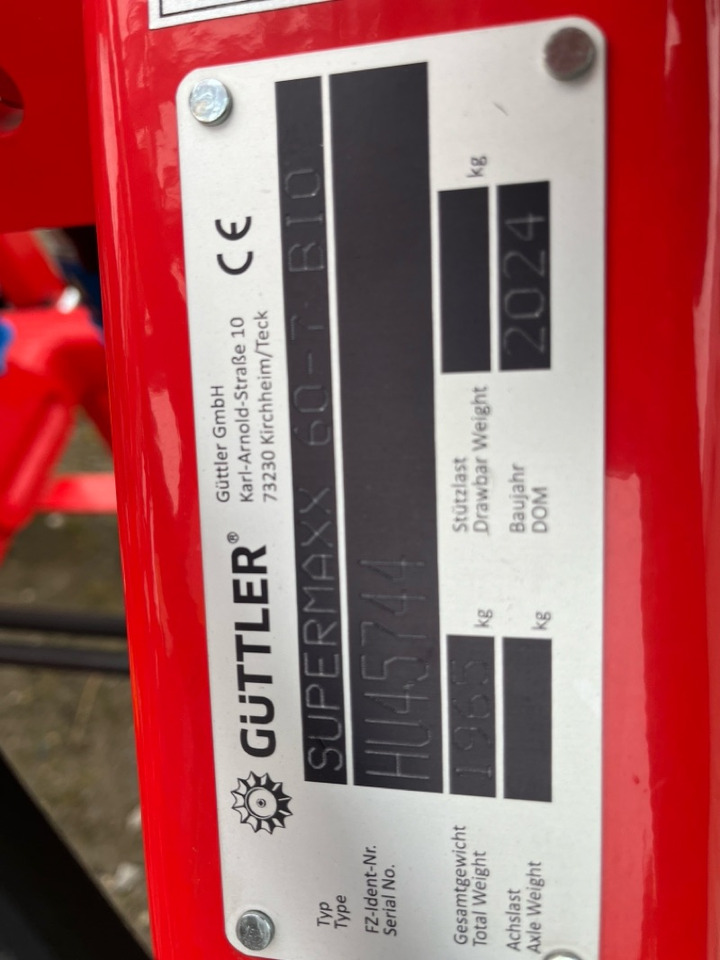 GÜTTLER®
Güttler GmbH
Karl-Arnold-Straße 10
73230 Kirchheim/Teck
CE
Typ
Type
SUPERMAXX 60-7 BIO
FZ-Ident-Nr.
Serial No.
HU45744
Gesamtgewicht
Total Weight
1965 kg
Stützlast
Drawbar Weight
kg
Achslast
Axle Weight
kg
Baujahr
DOM
2024